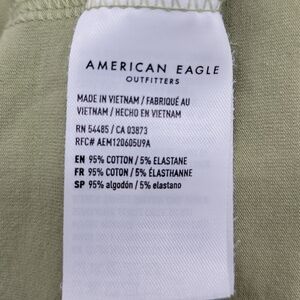 AMERICAN EAGLE
OUTFITTERS
MADE IN VIETNAM / FABRIQUÉ AU
VIETNAM / HECHO EN VIETNAM
RN 54485 / CA 03873
RFC# AEM120605U9A
EN 95% COTTON / 5% ELASTANE
FR 95% COTON / 5% ÉLASTHANNE
SP 95% algodón / 5% elastano